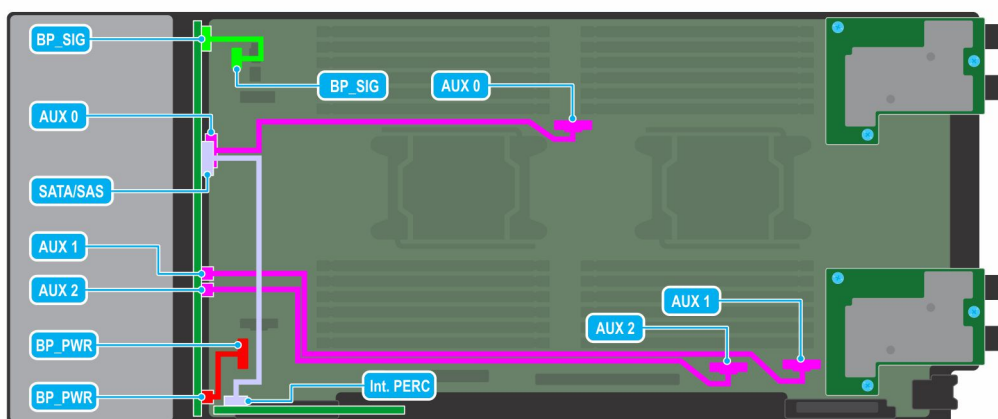 BP_SIG
BP_SIG
AUX 0
AUX 0
SATA/SAS
AUX 1
AUX 2
AUX 1
AUX 2
BP_PWR
BP_PWR
Int. PERC